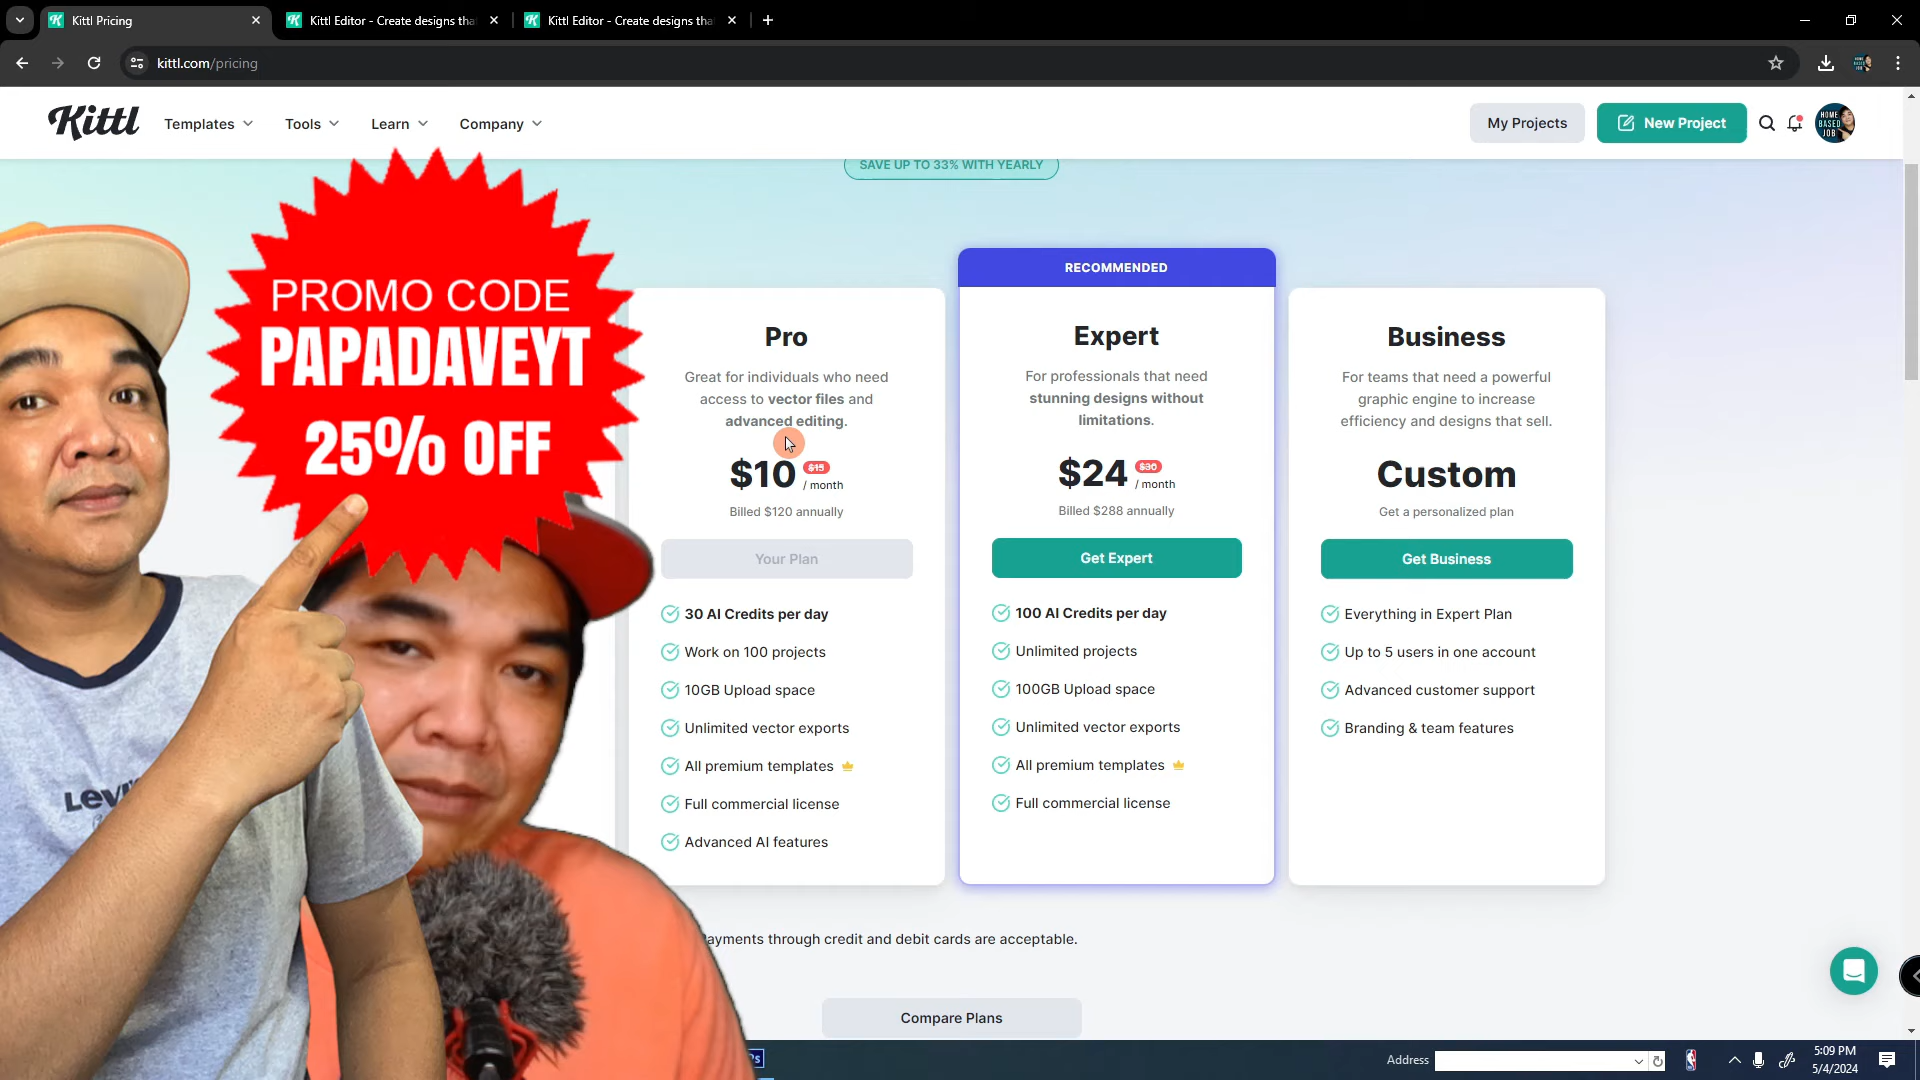 Kittl Pricing
Kittl Editor - Create designs tha
Kittl Editor - Create designs tha
kittl.com/pricing
Kittl
Templates
Tools
Learn
Company
My Projects
New Project
HOME BASED JOB
SAVE UP TO 33% WITH YEARLY
PROMO CODE
PAPADAVEYT
25% OFF
Pro
Great for individuals who need
access to vector files and
advanced editing.
$10 $15
/ month
Billed $120 annually
Your Plan
30 AI Credits per day
Work on 100 projects
10GB Upload space
Unlimited vector exports
All premium templates
Full commercial license
Advanced AI features
RECOMMENDED
Expert
For professionals that need
stunning designs without
limitations.
$24 $30
/ month
Billed $288 annually
Get Expert
100 AI Credits per day
Unlimited projects
100GB Upload space
Unlimited vector exports
All premium templates
Full commercial license
Business
For teams that need a powerful
graphic engine to increase
efficiency and designs that sell.
Custom
Get a personalized plan
Get Business
Everything in Expert Plan
Up to 5 users in one account
Advanced customer support
Branding & team features
ayments through credit and debit cards are acceptable.
Compare Plans
Address
5:09 PM
5/4/2024